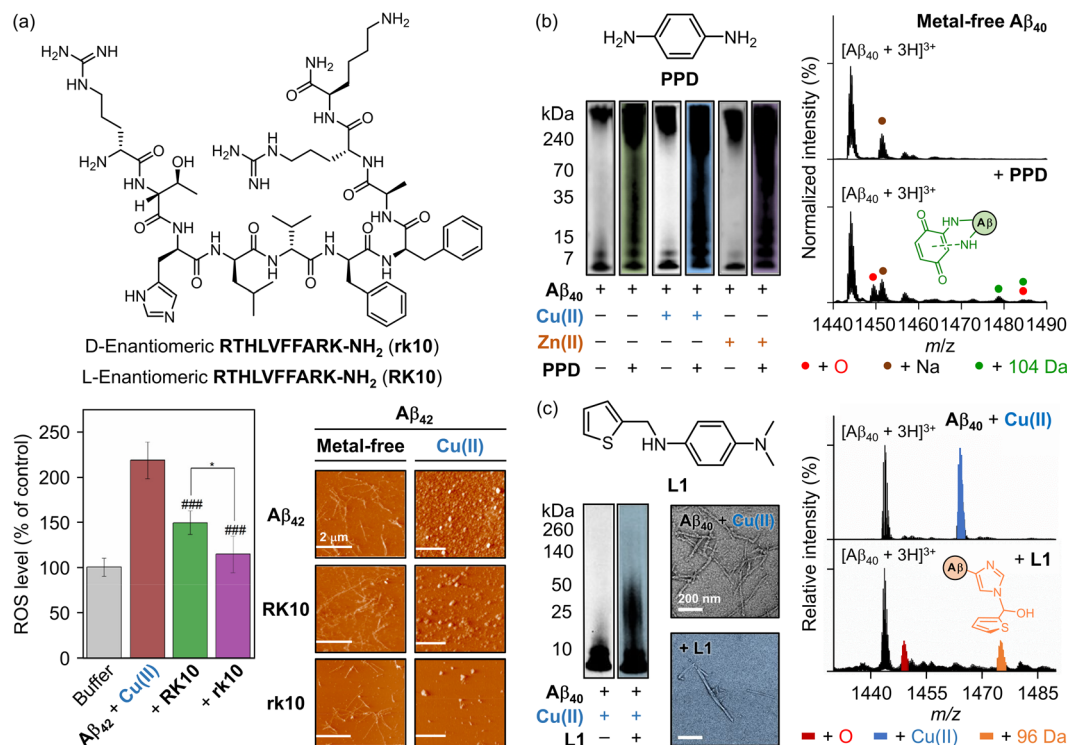 (a)
NH2
H2N
NH
NH
NH2
O
HN
O
H2N
N
H
NH
N
H
O
NH
H2N
O
OH
NH
O
HN
H
O
NH
H
N
O
N
H
O
H
N
O
N
H
O
HN
O
HN
N
D-Enantiomeric RTHLVFFARK-NH2 (rk10)
L-Enantiomeric RTHLVFFARK-NH2 (RK10)
ROS level (% of control)
250
200
150
100
50
0
*
###
###
Buffer
Aβ42 + Cu(II)
+ RK10
+ rk10
Aβ42
Metal-free
Cu(II)
Aβ42
2 μm
RK10
rk10
(b)
H2N
NH2
PPD
kDa
240
70
35
15
7
Aβ40 + + + + + +
Cu(II) – – + + – –
Zn(II) – – – – + +
PPD – + – + – +
Normalized intensity (%)
Metal-free Aβ40
[Aβ40 + 3H]3+
+ PPD
[Aβ40 + 3H]3+
O
HN
Aβ
NH
O
1440 1450 1460 1470 1480 1490
m/z
+ O
+ Na
+ 104 Da
(c)
S
HN
N
L1
kDa
260
140
50
25
10
Aβ40 + +
Cu(II) + +
L1 – +
Aβ40 + Cu(II)
200 nm
+ L1
Relative intensity (%)
Aβ40 + Cu(II)
[Aβ40 + 3H]3+
+ L1
[Aβ40 + 3H]3+
Aβ
N
N
OH
S
1440 1455 1470 1485
m/z
+ O
+ Cu(II)
+ 96 Da